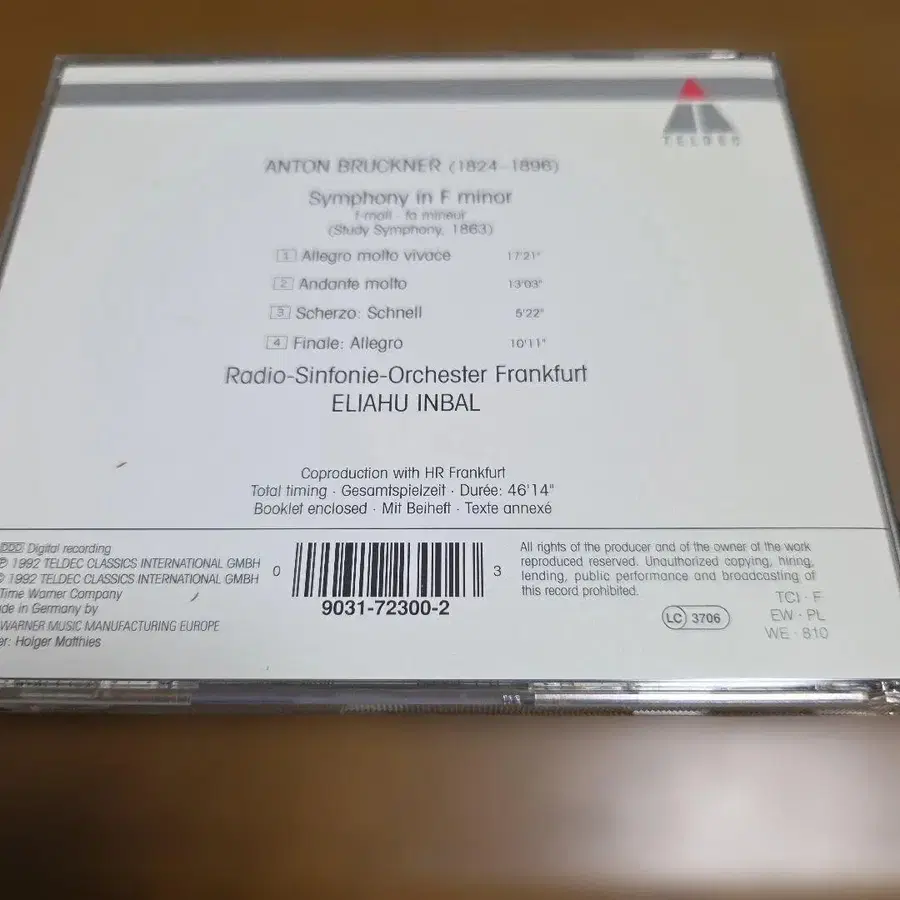 TELDEC
ANTON BRUCKNER (1824-1896)
Symphony in F minor
f-moll · fa mineur
(Study Symphony, 1863)
1 Allegro molto vivace 17'21"
2 Andante molto 13'03"
3 Scherzo: Schnell 5'22"
4 Finale: Allegro 10'11"
Radio-Sinfonie-Orchester Frankfurt
ELIAHU INBAL
Coproduction with HR Frankfurt
Total timing · Gesamtspielzeit · Durée: 46'14"
Booklet enclosed · Mit Beiheft · Texte annexé
DDD Digital recording
℗ 1992 TELDEC CLASSICS INTERNATIONAL GMBH
© 1992 TELDEC CLASSICS INTERNATIONAL GMBH
Time Warner Company
in Germany by
WARNER MUSIC MANUFACTURING EUROPE
Holger Matthies
0 3
9031-72300-2
All rights of the producer and of the owner of the work
reproduced reserved. Unauthorized copying, hiring,
lending, public performance and broadcasting of
this record prohibited.
LC 3706
TCI · F
EW · PL
WE · 810